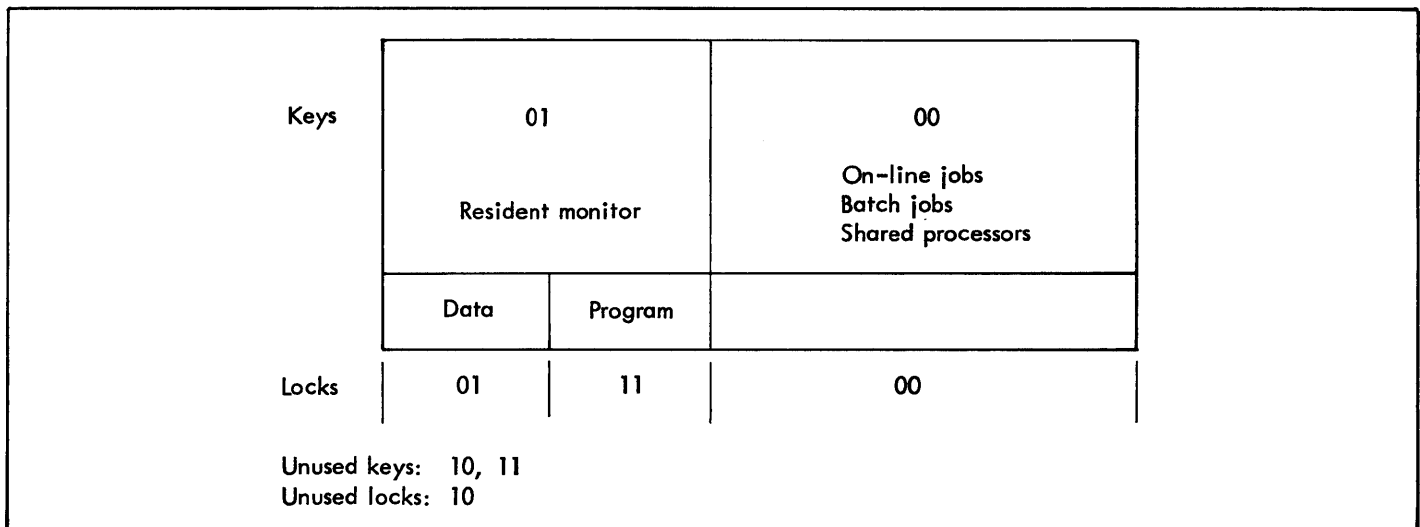 Keys 01 00
On-line jobs
Resident monitor Batch jobs
Shared processors
Data Program
Locks 01 11 00
Unused keys: 10, 11
Unused locks: 10